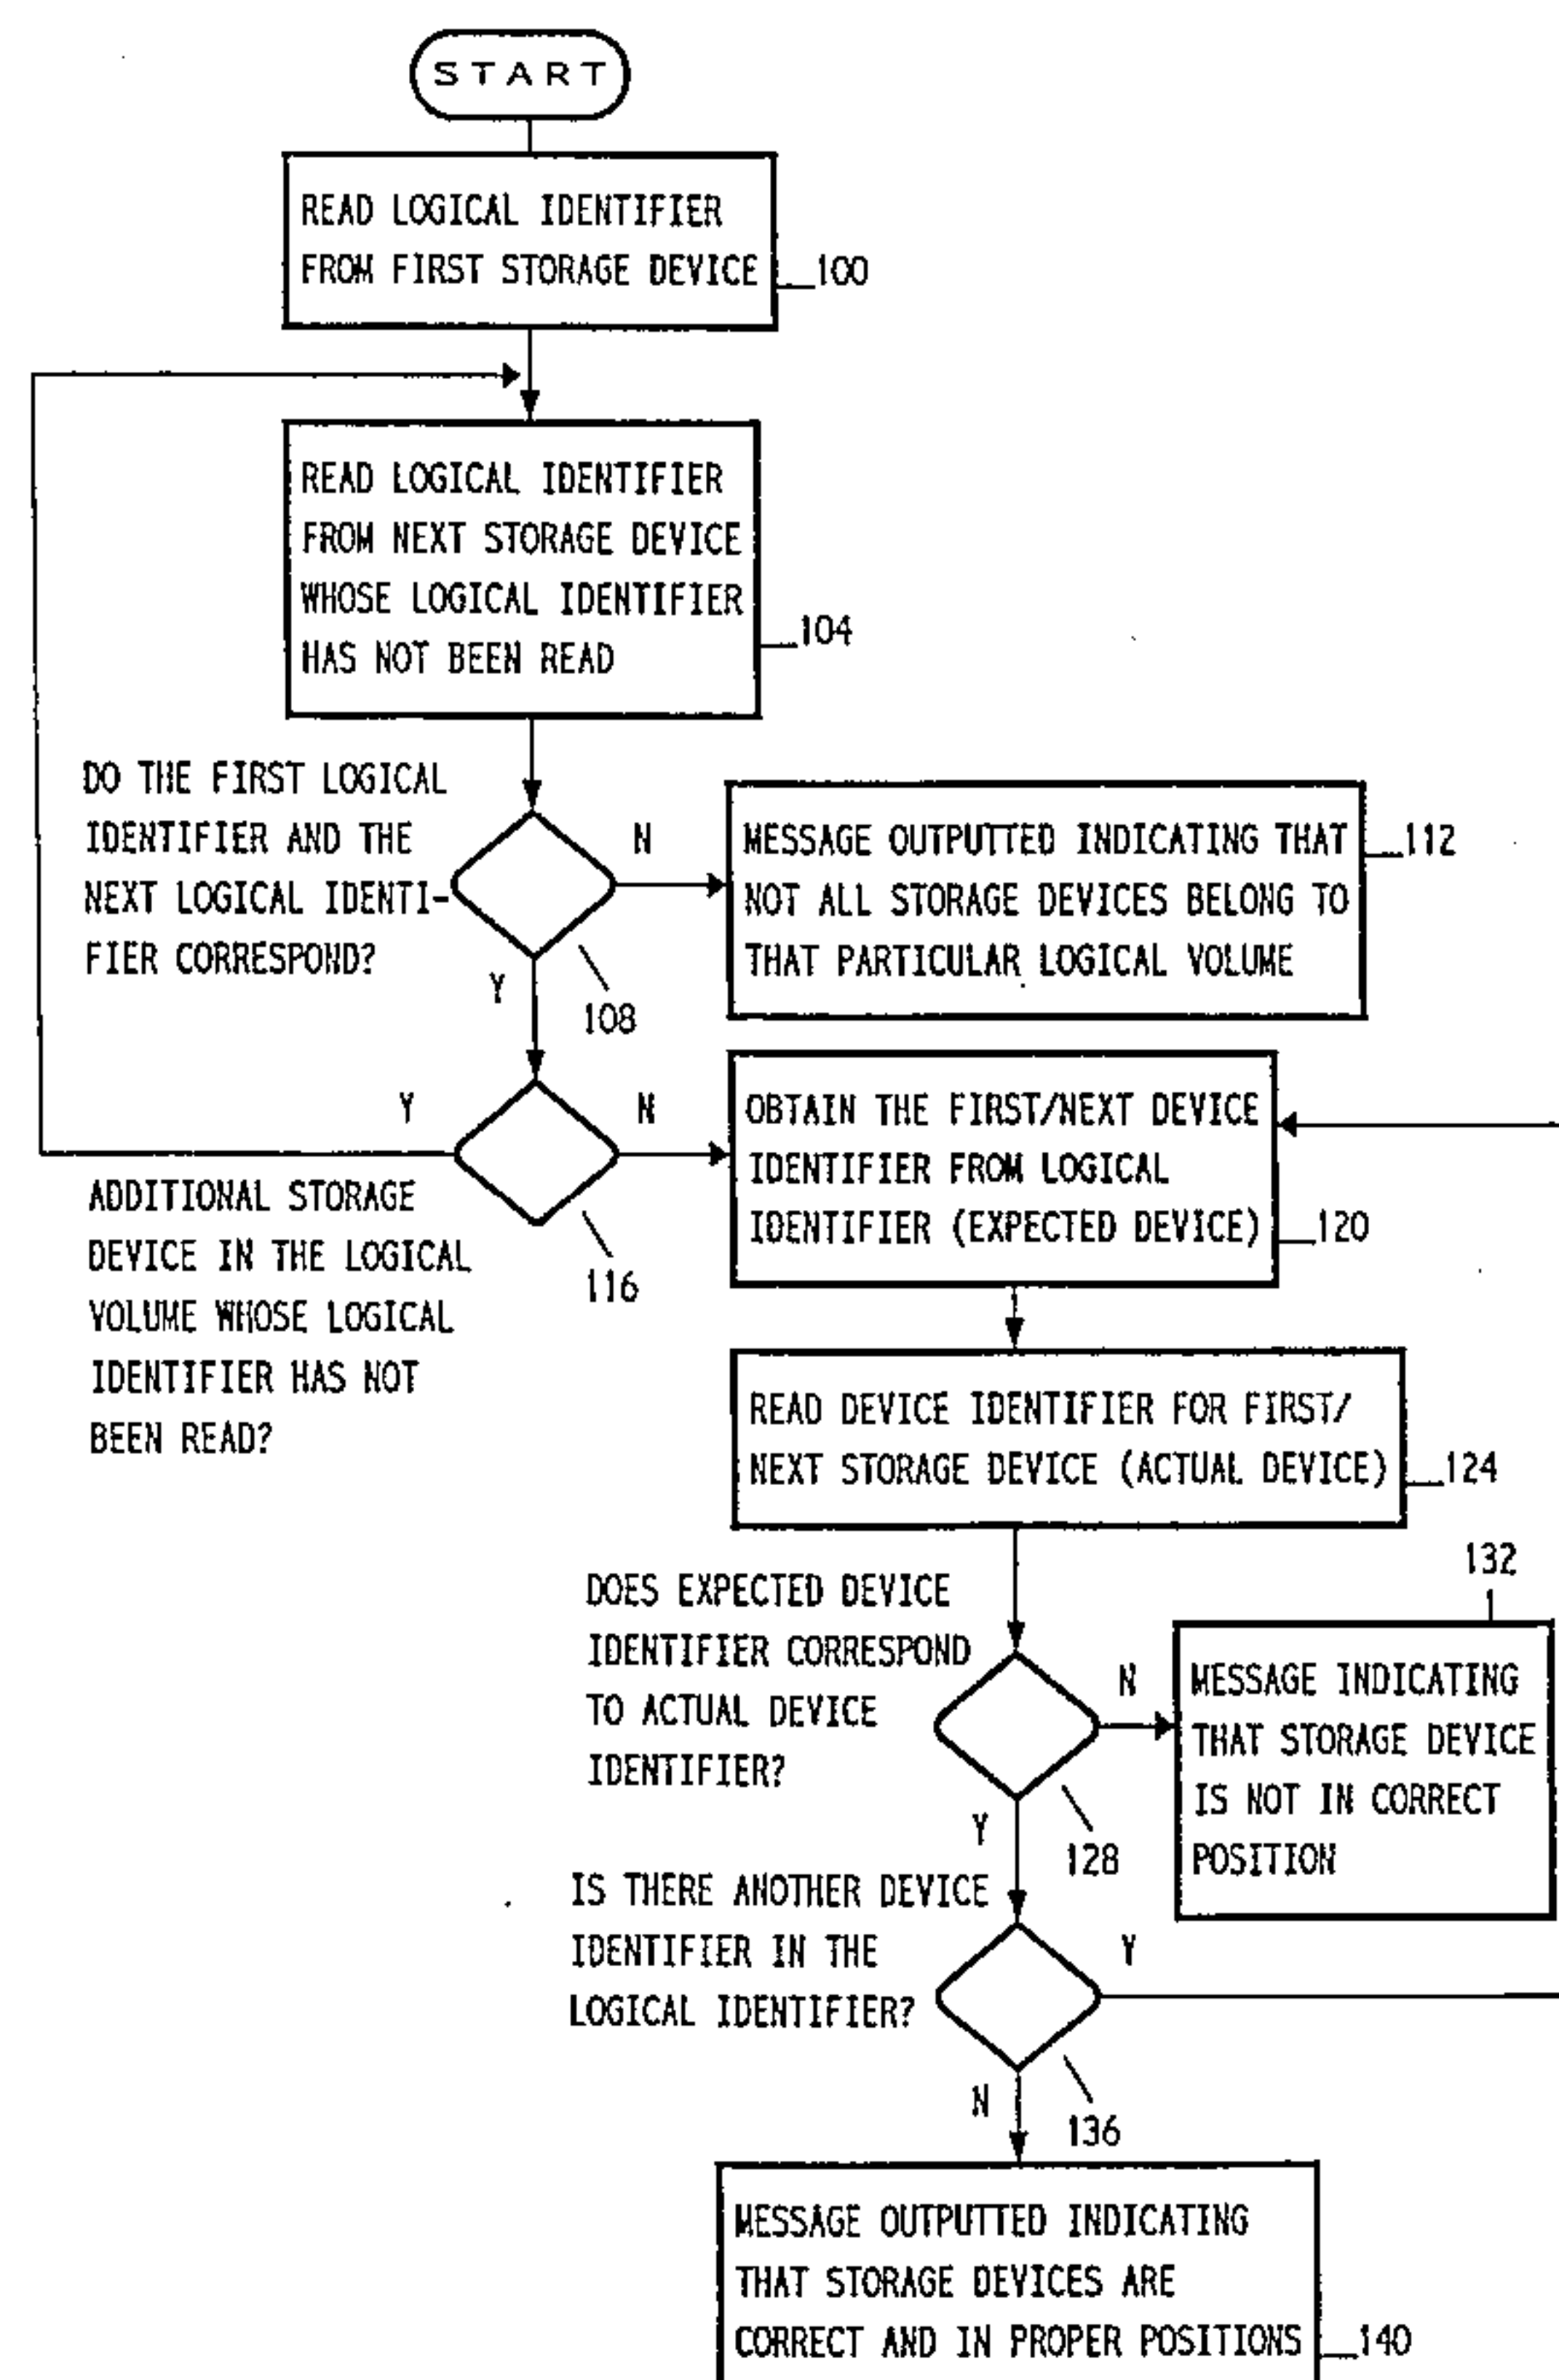 START
READ LOGICAL IDENTIFIER
FROM FIRST STORAGE DEVICE
100
READ LOGICAL IDENTIFIER
FROM NEXT STORAGE DEVICE
WHOSE LOGICAL IDENTIFIER
HAS NOT BEEN READ
104
DO THE FIRST LOGICAL
IDENTIFIER AND THE
NEXT LOGICAL IDENTI-
FIER CORRESPOND?
N
Y
108
MESSAGE OUTPUTTED INDICATING THAT
NOT ALL STORAGE DEVICES BELONG TO
THAT PARTICULAR LOGICAL VOLUME
112
Y
N
ADDITIONAL STORAGE
DEVICE IN THE LOGICAL
VOLUME WHOSE LOGICAL
IDENTIFIER HAS NOT
BEEN READ?
116
OBTAIN THE FIRST/NEXT DEVICE
IDENTIFIER FROM LOGICAL
IDENTIFIER (EXPECTED DEVICE)
120
READ DEVICE IDENTIFIER FOR FIRST/
NEXT STORAGE DEVICE (ACTUAL DEVICE)
124
DOES EXPECTED DEVICE
IDENTIFIER CORRESPOND
TO ACTUAL DEVICE
IDENTIFIER?
N
Y
128
132
MESSAGE INDICATING
THAT STORAGE DEVICE
IS NOT IN CORRECT
POSITION
IS THERE ANOTHER DEVICE
IDENTIFIER IN THE
LOGICAL IDENTIFIER?
Y
N
136
MESSAGE OUTPUTTED INDICATING
THAT STORAGE DEVICES ARE
CORRECT AND IN PROPER POSITIONS
140